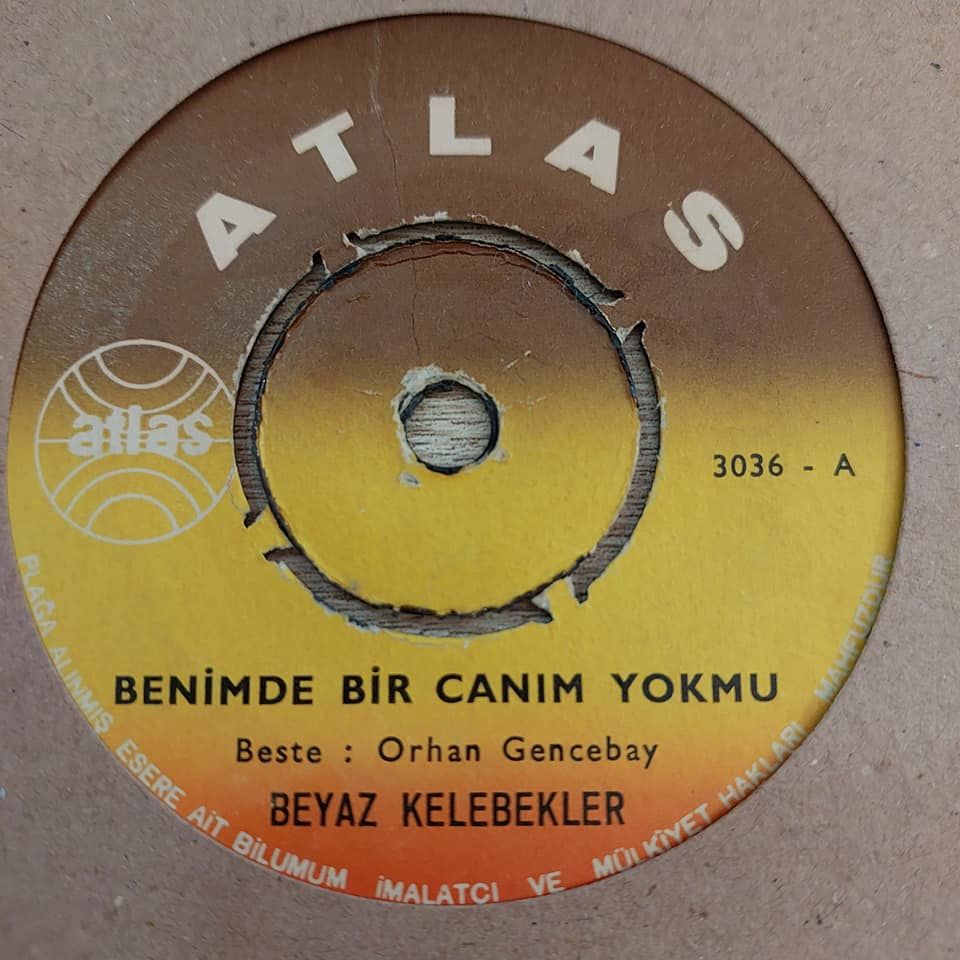 ATLAS
atlas
3036 - A
BENİMDE BİR CANIM YOKMU
Beste : Orhan Gencebay
BEYAZ KELEBEKLER
PLAĞA ALINMIŞ ESERE AİT BİLUMUM İMALATÇI VE MÜLKİYET HAKLARI MAHFUZDUR